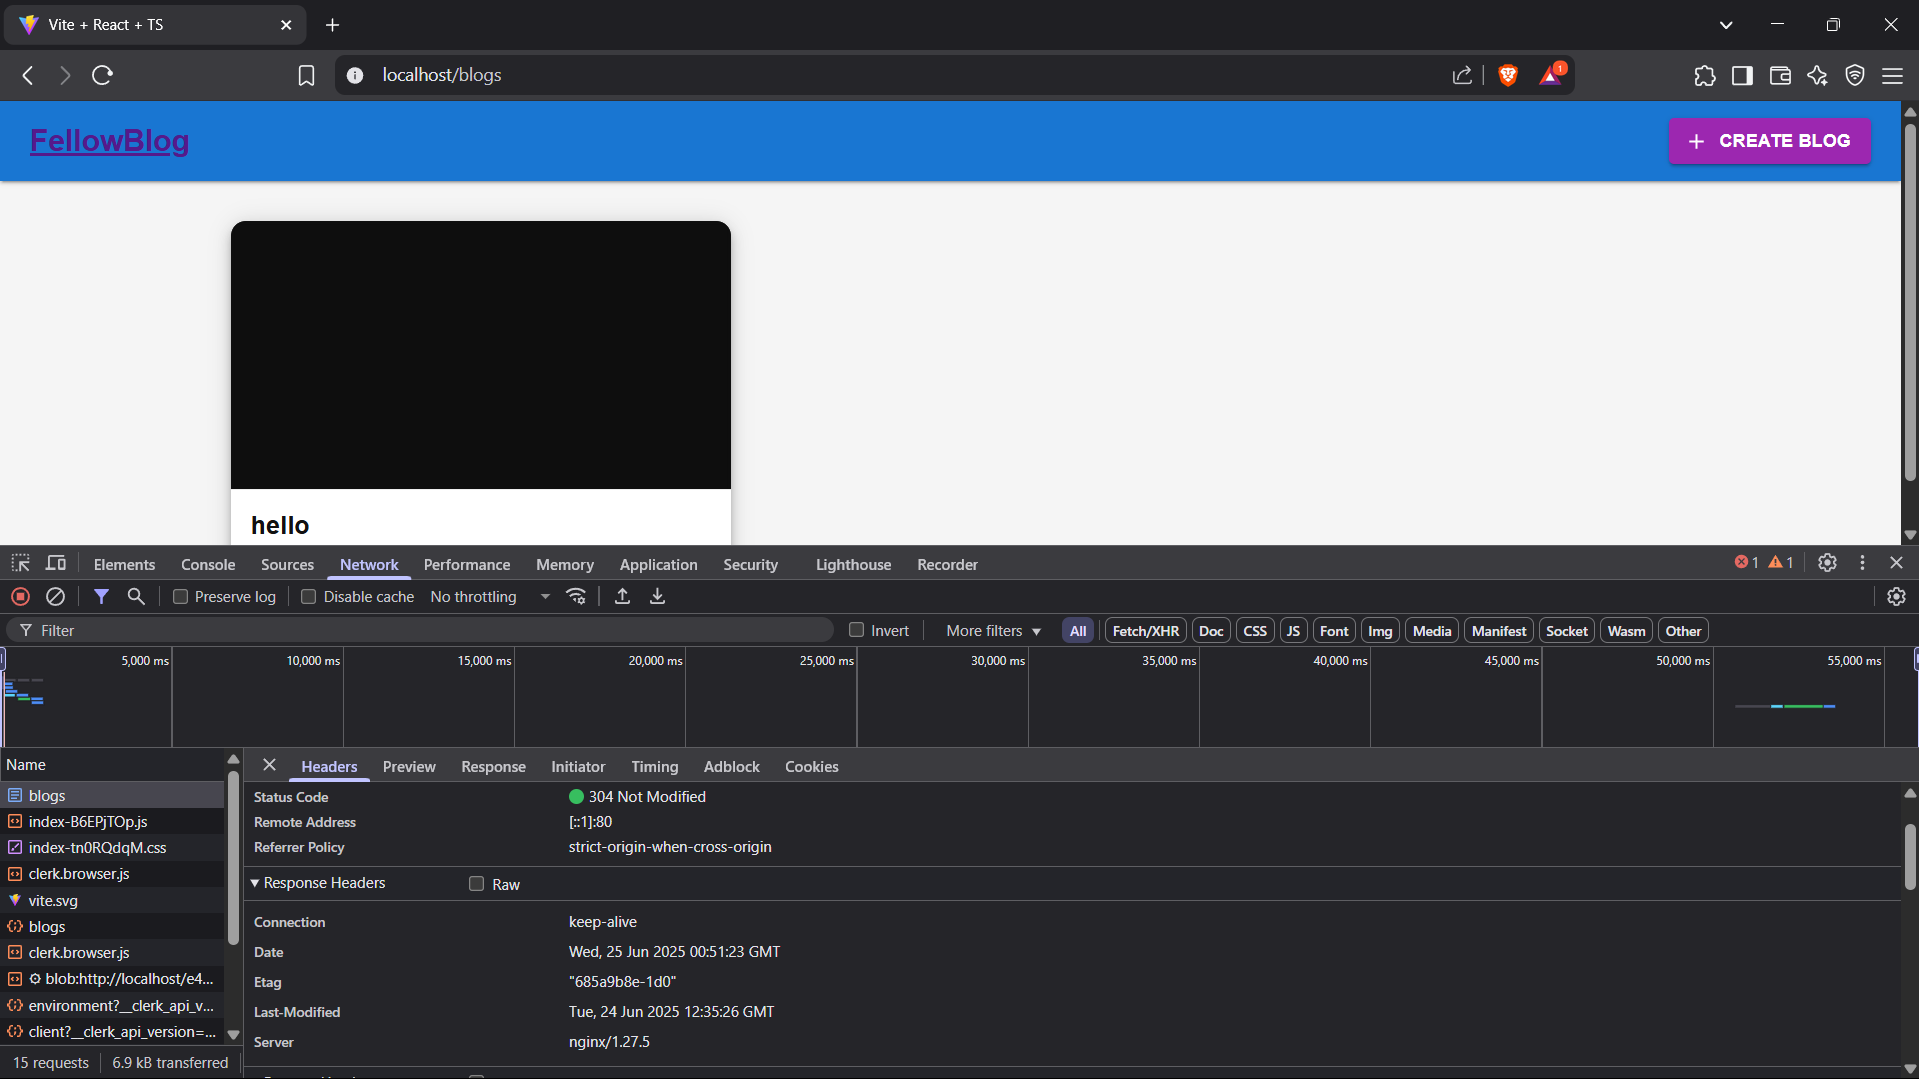 Vite + React + TS
localhost/blogs
1
FellowBlog
CREATE BLOG
hello
Elements Console Sources Network Performance Memory Application Security Lighthouse Recorder 1 1
Preserve log Disable cache No throttling
Filter Invert More filters All Fetch/XHR Doc CSS JS Font Img Media Manifest Socket Wasm Other
5,000 ms 10,000 ms 15,000 ms 20,000 ms 25,000 ms 30,000 ms 35,000 ms 40,000 ms 45,000 ms 50,000 ms 55,000 ms
Name
blogs
index-B6EPjTOp.js
index-tn0RQdqM.css
clerk.browser.js
vite.svg
blogs
clerk.browser.js
blob:http://localhost/e4...
environment?__clerk_api_v...
client?__clerk_api_version=...
15 requests 6.9 kB transferred
Headers Preview Response Initiator Timing Adblock Cookies
Status Code 304 Not Modified
Remote Address [::1]:80
Referrer Policy strict-origin-when-cross-origin
Response Headers Raw
Connection keep-alive
Date Wed, 25 Jun 2025 00:51:23 GMT
Etag "685a9b8e-1d0"
Last-Modified Tue, 24 Jun 2025 12:35:26 GMT
Server nginx/1.27.5